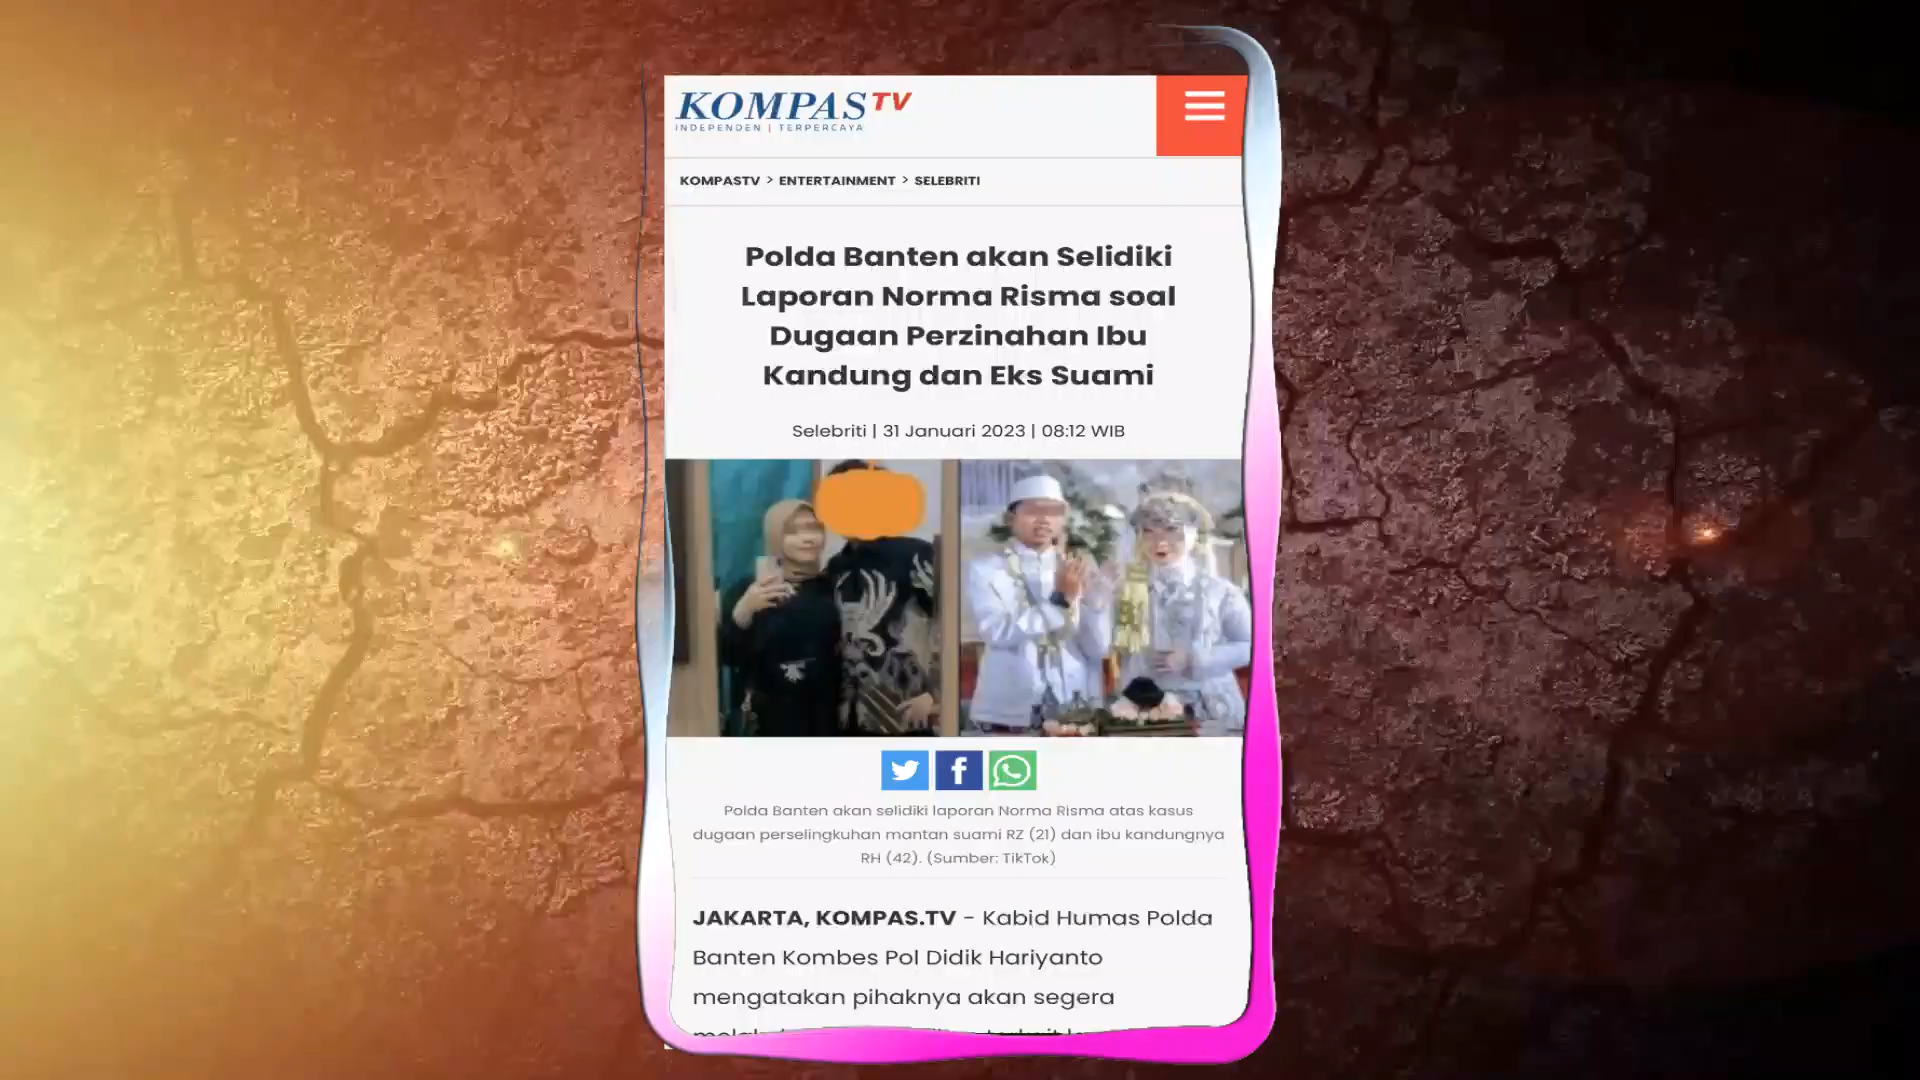 KOMPASTV
INDEPENDEN | TERPERCAYA
KOMPASTV > ENTERTAINMENT > SELEBRITI
Polda Banten akan Selidiki
Laporan Norma Risma soal
Dugaan Perzinahan Ibu
Kandung dan Eks Suami
Selebriti | 31 Januari 2023 | 08:12 WIB
Polda Banten akan selidiki laporan Norma Risma atas kasus
dugaan perselingkuhan mantan suami RZ (21) dan ibu kandungnya
RH (42). (Sumber: TikTok)
JAKARTA, KOMPAS.TV - Kabid Humas Polda
Banten Kombes Pol Didik Hariyanto
mengatakan pihaknya akan segera